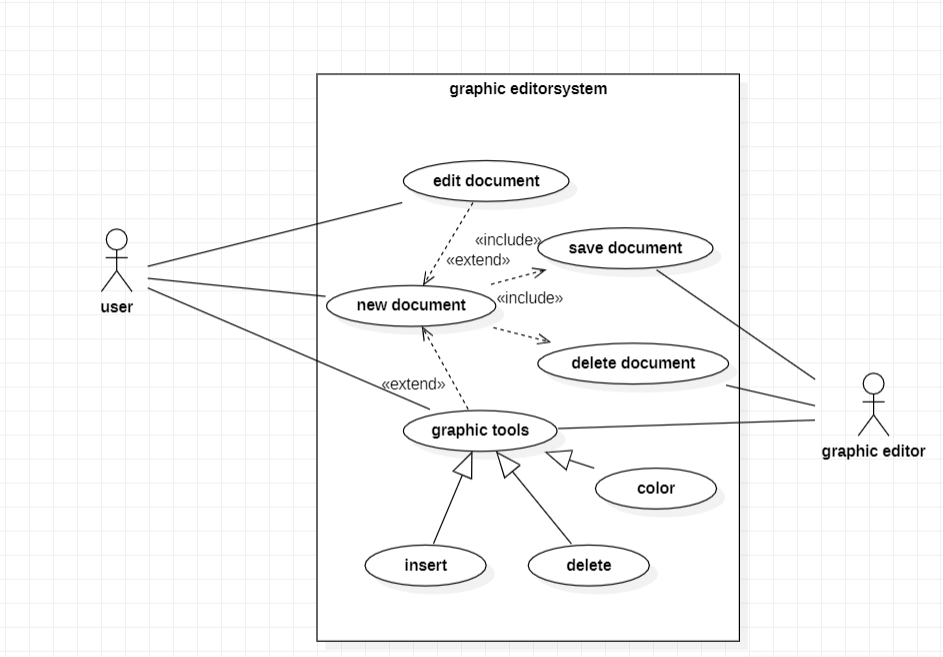 graphic editorsystem
edit document
«include»
save document
«extend»
user
new document
«include»
delete document
«extend»
graphic tools
graphic editor
color
insert
delete